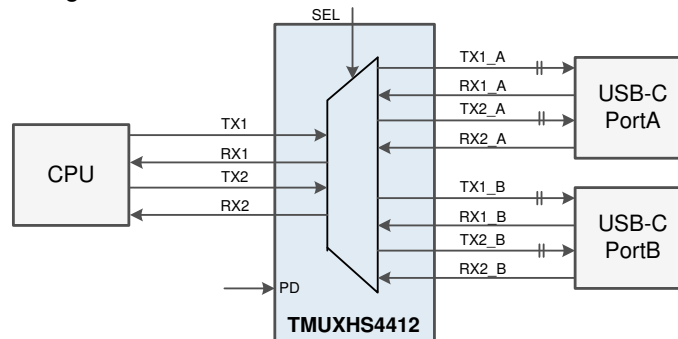 SEL
TX1_A
RX1_A
TX2_A
RX2_A
USB-C
PortA
CPU
TX1
RX1
TX2
RX2
TX1_B
RX1_B
TX2_B
RX2_B
USB-C
PortB
PD
TMUXHS4412